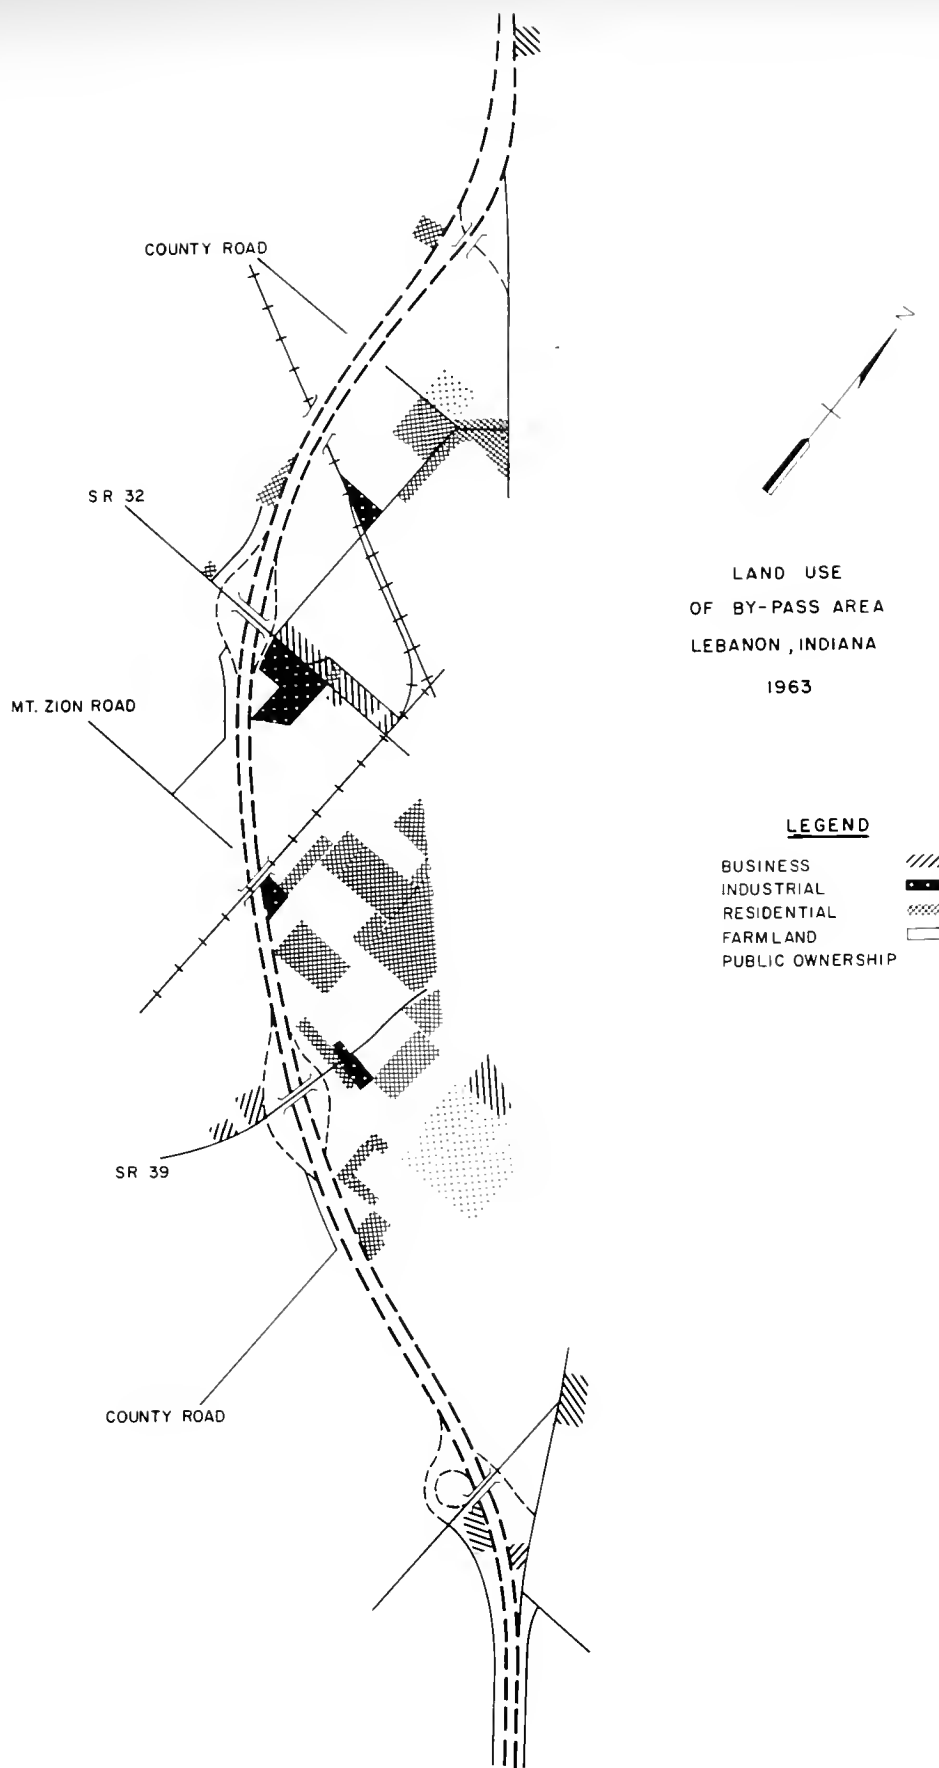 COUNTY ROAD
N
SR 32
LAND USE
OF BY-PASS AREA
LEBANON, INDIANA
1963
MT. ZION ROAD
LEGEND
BUSINESS
INDUSTRIAL
RESIDENTIAL
FARMLAND
PUBLIC OWNERSHIP
SR 39
COUNTY ROAD